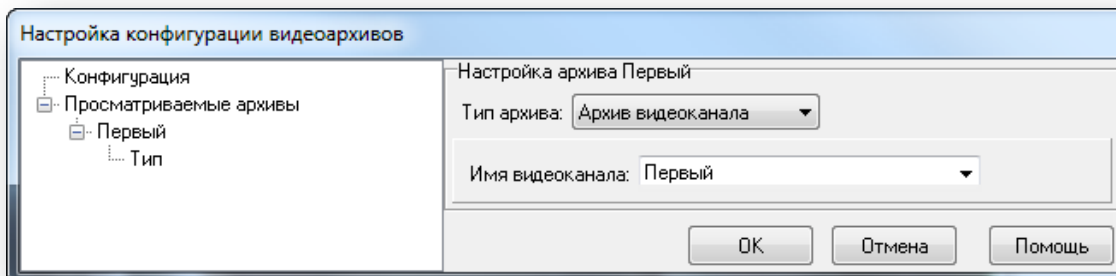 Настройка конфигурации видеоархивов
Конфигурация
Просматриваемые архивы
Первый
Тип
Настройка архива Первый
Тип архива: Архив видеоканала
Имя видеоканала: Первый
OK Отмена Помощь